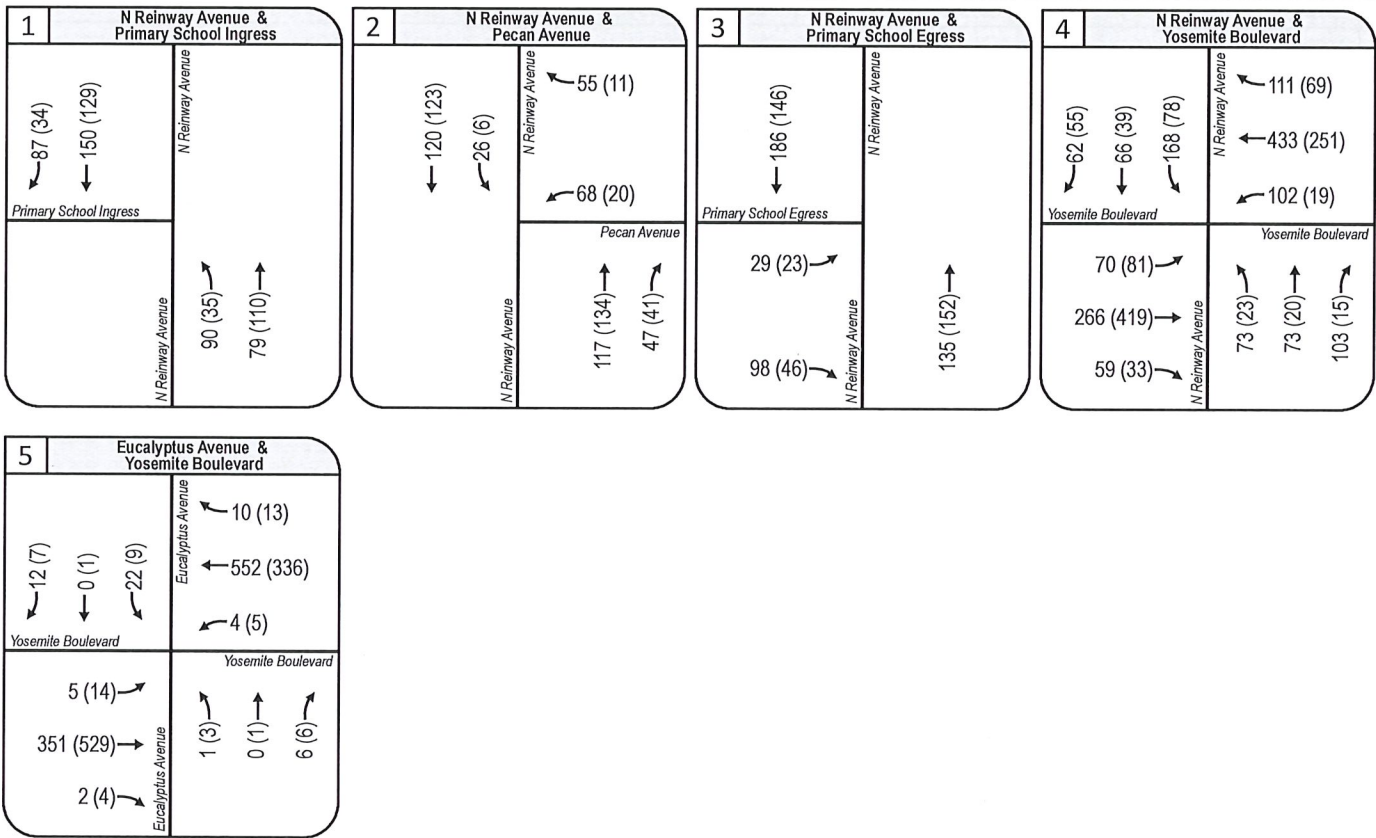 1
N Reinway Avenue &
Primary School Ingress
87 (34)
150 (129)
N Reinway Avenue
Primary School Ingress
N Reinway Avenue
90 (35)
79 (110)
2
N Reinway Avenue &
Pecan Avenue
120 (123)
26 (6)
N Reinway Avenue
55 (11)
68 (20)
Pecan Avenue
N Reinway Avenue
117 (134)
47 (41)
3
N Reinway Avenue &
Primary School Egress
186 (146)
N Reinway Avenue
Primary School Egress
29 (23)
98 (46)
N Reinway Avenue
135 (152)
4
N Reinway Avenue &
Yosemite Boulevard
62 (55)
66 (39)
168 (78)
N Reinway Avenue
111 (69)
433 (251)
102 (19)
Yosemite Boulevard
Yosemite Boulevard
70 (81)
266 (419)
59 (33)
N Reinway Avenue
73 (23)
73 (20)
103 (15)
5
Eucalyptus Avenue &
Yosemite Boulevard
12 (7)
0 (1)
22 (9)
Eucalyptus Avenue
10 (13)
552 (336)
4 (5)
Yosemite Boulevard
Yosemite Boulevard
5 (14)
351 (529)
2 (4)
Eucalyptus Avenue
1 (3)
0 (1)
6 (6)